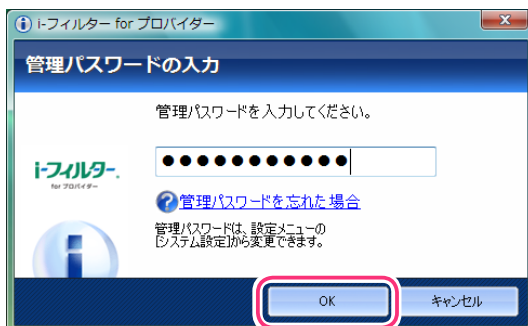 i-フィルター for プロバイダー
管理パスワードの入力
管理パスワードを入力してください。
i-フィルター.
for プロバイダー
●●●●●●●●●●●
管理パスワードを忘れた場合
管理パスワードは、設定メニューの
[システム設定]から変更できます。
OK
キャンセル